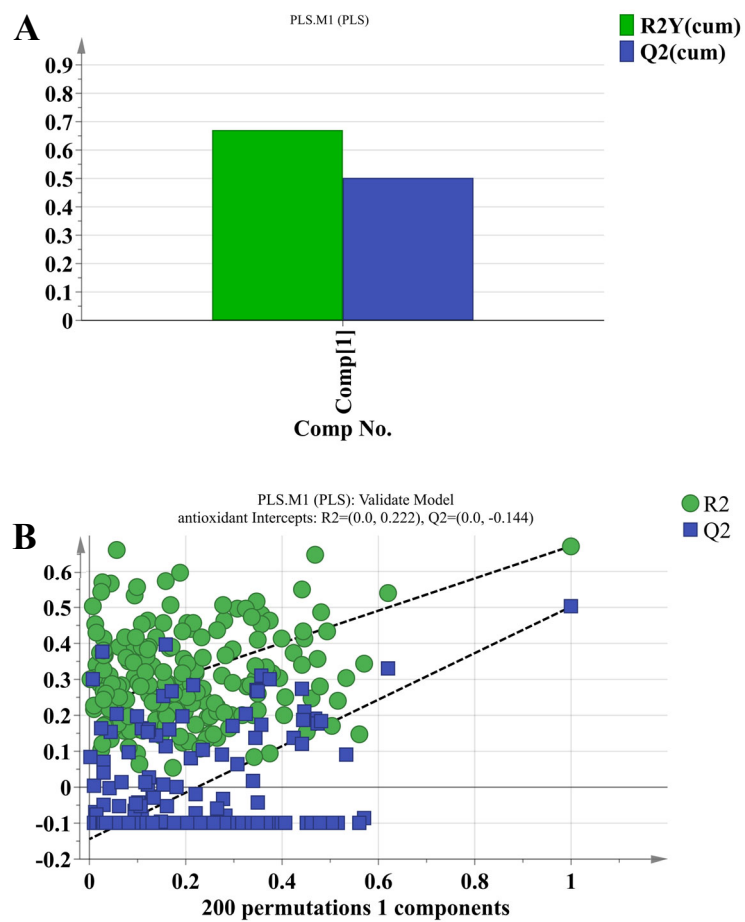 A
PLS.M1 (PLS)
R2Y(cum)
Q2(cum)
0.9
0.8
0.7
0.6
0.5
0.4
0.3
0.2
0.1
0
Comp[1]
Comp No.
B
PLS.M1 (PLS): Validate Model
antioxidant Intercepts: R2=(0.0, 0.222), Q2=(0.0, -0.144)
R2
Q2
0.6
0.5
0.4
0.3
0.2
0.1
0
-0.1
-0.2
0 0.2 0.4 0.6 0.8 1
200 permutations 1 components